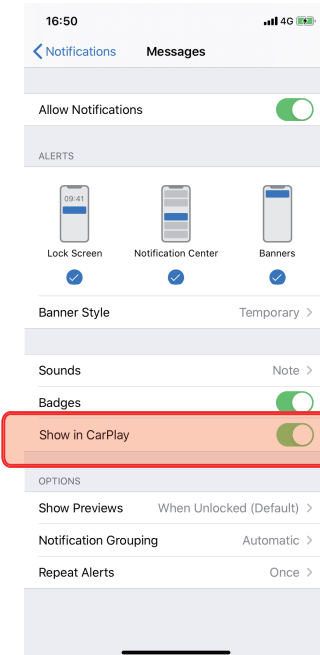 16:50 4G
Notifications Messages
Allow Notifications
ALERTS
09:41
Lock Screen Notification Center Banners
Banner Style Temporary
Sounds Note
Badges
Show in CarPlay
OPTIONS
Show Previews When Unlocked (Default)
Notification Grouping Automatic
Repeat Alerts Once